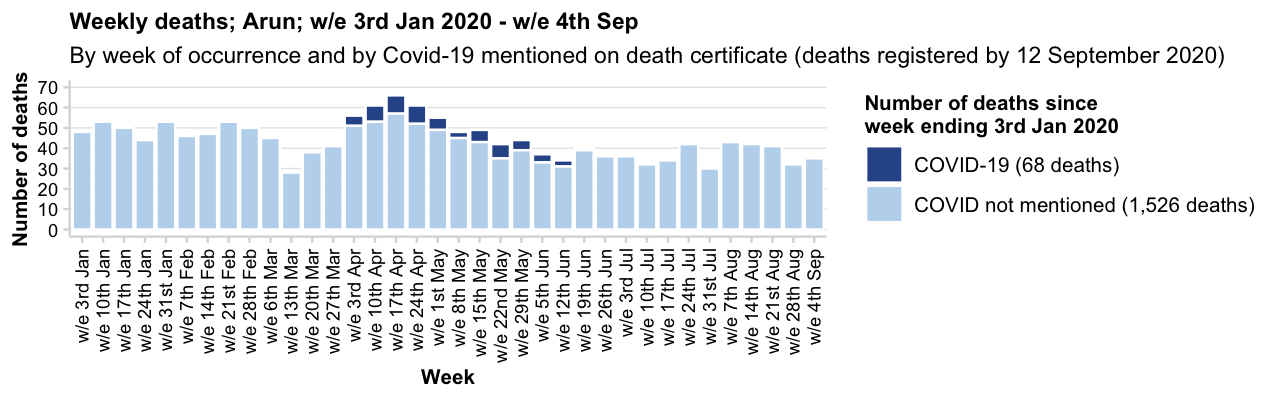 Weekly deaths; Arun; w/e 3rd Jan 2020 - w/e 4th Sep
By week of occurrence and by Covid-19 mentioned on death certificate (deaths registered by 12 September 2020)
Number of deaths
70
60
50
40
30
20
10
0
w/e 3rd Jan
w/e 10th Jan
w/e 17th Jan
w/e 24th Jan
w/e 31st Jan
w/e 7th Feb
w/e 14th Feb
w/e 21st Feb
w/e 28th Feb
w/e 6th Mar
w/e 13th Mar
w/e 20th Mar
w/e 27th Mar
w/e 3rd Apr
w/e 10th Apr
w/e 17th Apr
w/e 24th Apr
w/e 1st May
w/e 8th May
w/e 15th May
w/e 22nd May
w/e 29th May
w/e 5th Jun
w/e 12th Jun
w/e 19th Jun
w/e 26th Jun
w/e 3rd Jul
w/e 10th Jul
w/e 17th Jul
w/e 24th Jul
w/e 31st Jul
w/e 7th Aug
w/e 14th Aug
w/e 21st Aug
w/e 28th Aug
w/e 4th Sep
Week
Number of deaths since
week ending 3rd Jan 2020
COVID-19 (68 deaths)
COVID not mentioned (1,526 deaths)